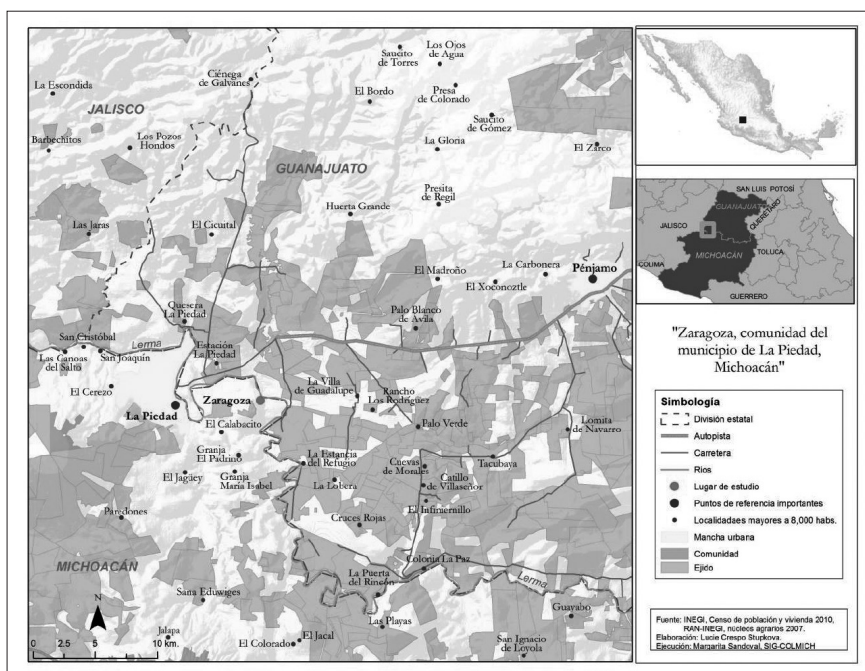 Saucito
de Torres
Los Ojos
de Agua
Ciénega
de Galvanes
La Escondida
El Bordo
Presa
de Colorado
JALISCO
Saucito
de Gómez
Barbechitos
Los Pozos
Hondos
La Gloria
El Zarco
GUANAJUATO
Presita
de Regil
Huerta Grande
Las Jaras
El Cicuital
La Carbonera
Pénjamo
El Madroño
El Xoconoztle
Quesera
La Piedad
Palo Blanco
de Avila
San Cristóbal
Lerma
Las Canoas
del Salto
San Joaquín
Estación
La Piedad
El Cerezo
La Villa
de Guadalupe
Rancho
Los Rodríguez
Zaragoza
La Piedad
El Calabacito
Palo Verde
Lomita
de Navarro
Granja
El Padrino
La Estancia
del Refugio
Cuevas
de Morales
Tacubaya
El Jagüey
Granja
María Isabel
La Lobera
Catillo
de Villaseñor
El Infiniernillo
Paredones
Cruces Rojas
MICHOACÁN
Colonia La Paz
La Puerta
del Rincón
Lerma
Sana Eduwiges
Guayabo
Las Playas
Jalapa
El Colorado
El Jacal
San Ignacio
de Loyola
N
0 2.5 5 10 km.
SAN LUIS POTOSÍ
GUANAJUATO
QUERÉTARO
JALISCO
MICHOACÁN
TOLUCA
COLIMA
GUERRERO
"Zaragoza, comunidad del
municipio de La Piedad,
Michoacán"
Simbología
División estatal
Autopista
Carretera
Ríos
Lugar de estudio
Puntos de referencia importantes
Localidadaes mayores a 8,000 habs.
Mancha urbana
Comunidad
Ejido
Fuente: INEGI, Censo de población y vivienda 2010,
RAN-INEGI, núcleos agrarios 2007.
Elaboración: Lucie Crespo Stupkova.
Ejecución: Margarita Sandoval, SIG-COLMICH